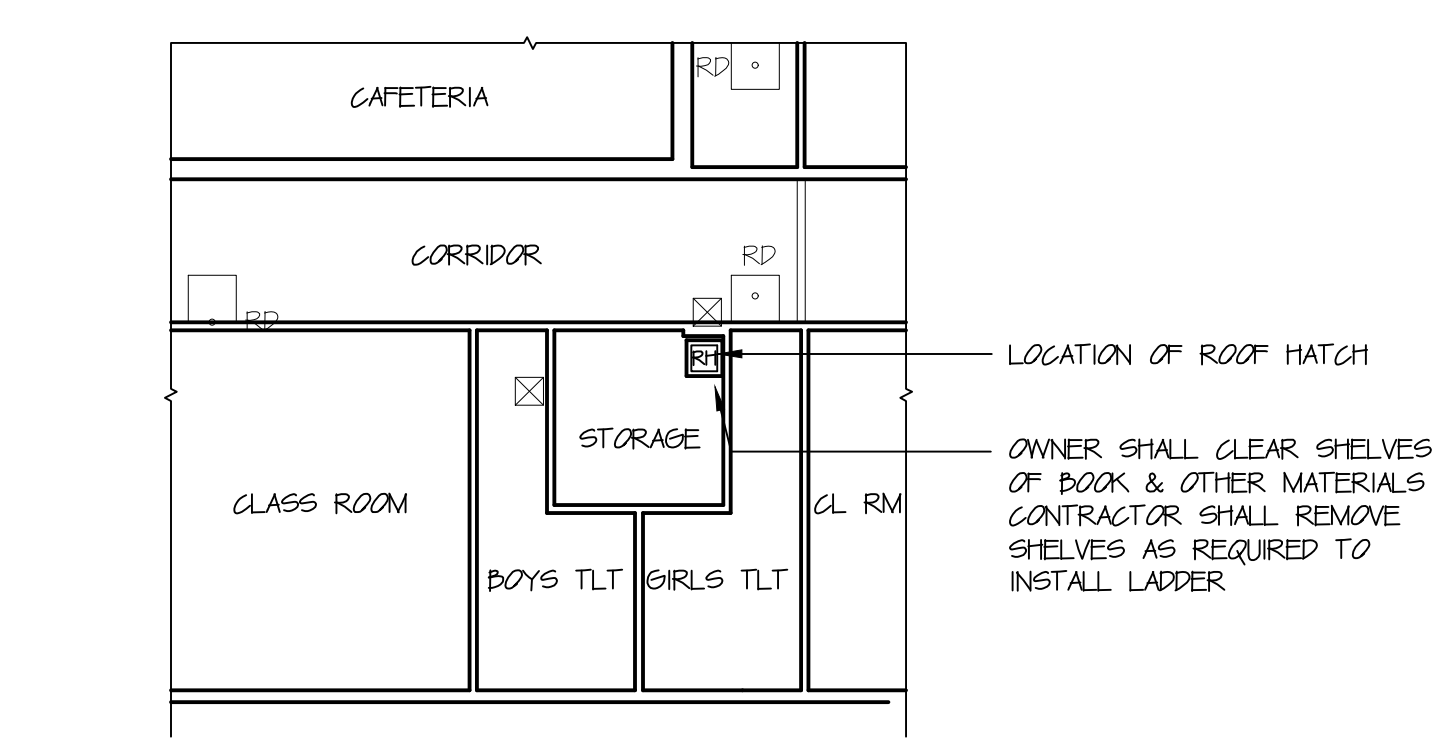 RD
CAFETERIA
CORRIDOR
RD
RD
RH
LOCATION OF ROOF HATCH
STORAGE
OWNER SHALL CLEAR SHELVES
OF BOOK & OTHER MATERIALS
CONTRACTOR SHALL REMOVE
SHELVES AS REQUIRED TO
INSTALL LADDER
CLASS ROOM
CL RM
BOYS TLT
GIRLS TLT